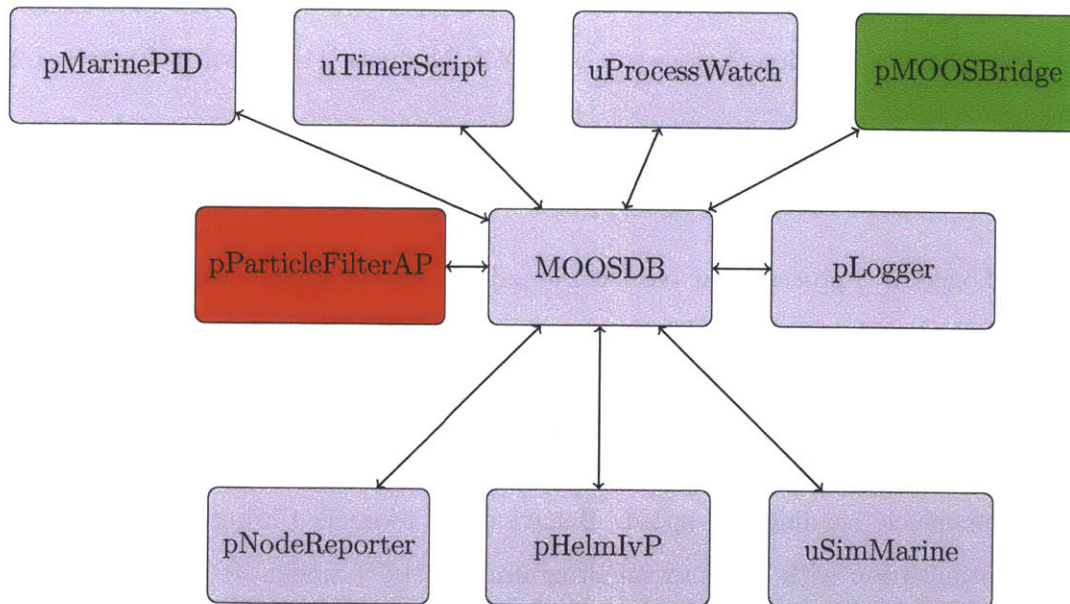 pMarinePID
uTimerScript
uProcessWatch
pMOOSBridge
pParticleFilterAP
MOOSDB
pLogger
pNodeReporter
pHelmIvP
uSimMarine